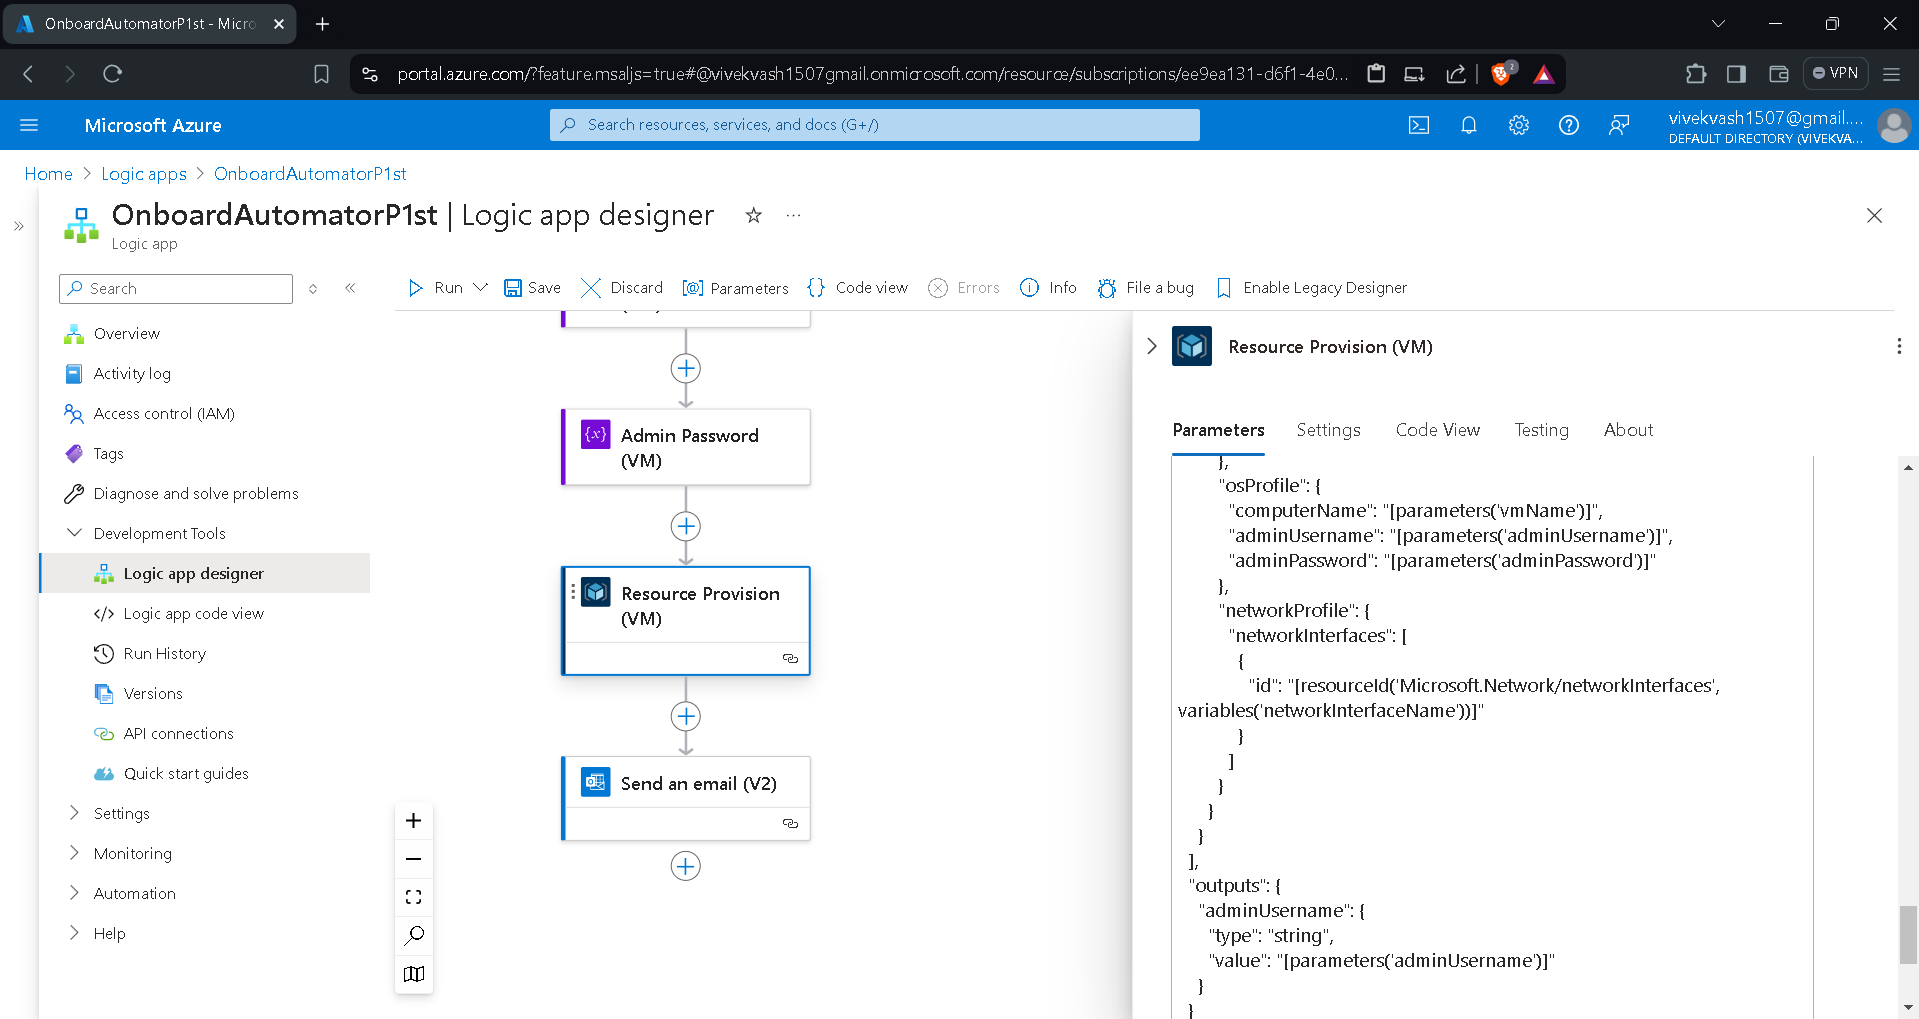 OnboardAutomatorP1st - Micro
portal.azure.com/?feature.msaljs=true#@vivekvash1507gmail.onmicrosoft.com/resource/subscriptions/ee9ea131-d6f1-4e0...
2
VPN
Microsoft Azure
Search resources, services, and docs (G+/)
vivekvash1507@gmail....
DEFAULT DIRECTORY (VIVEKVA...
Home > Logic apps > OnboardAutomatorP1st
OnboardAutomatorP1st | Logic app designer
Logic app
Search
Run
Save
Discard
Parameters
Code view
Errors
Info
File a bug
Enable Legacy Designer
Overview
Activity log
Access control (IAM)
Tags
Diagnose and solve problems
Development Tools
Logic app designer
Logic app code view
Run History
Versions
API connections
Quick start guides
Settings
Monitoring
Automation
Help
Admin Password
(VM)
Resource Provision
(VM)
Send an email (V2)
Resource Provision (VM)
Parameters
Settings
Code View
Testing
About
},
"osProfile": {
"computerName": "[parameters('vmName')]",
"adminUsername": "[parameters('adminUsername')]",
"adminPassword": "[parameters('adminPassword')]"
},
"networkProfile": {
"networkInterfaces": [
{
"id": "[resourceId('Microsoft.Network/networkInterfaces',
variables('networkInterfaceName'))]"
}
]
}
}
}
],
"outputs": {
"adminUsername": {
"type": "string",
"value": "[parameters('adminUsername')]"
}
}